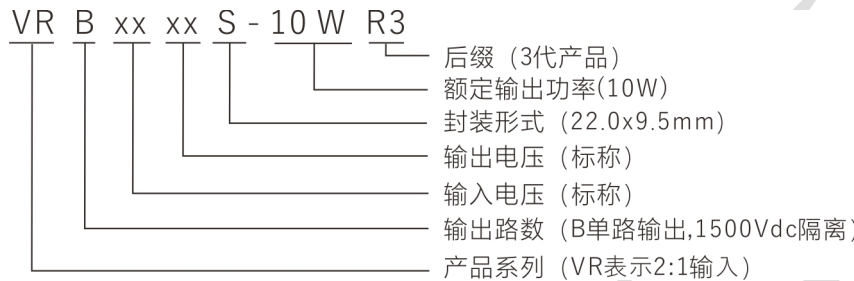 VR B xx xx S - 10 W R3
后缀（3代产品）
额定输出功率(10W）
封装形式（22.0x9.5mm）
输出电压（标称）
输入电压（标称）
输出路数（B单路输出,1500Vdc隔离）
产品系列（VR表示2:1输入）